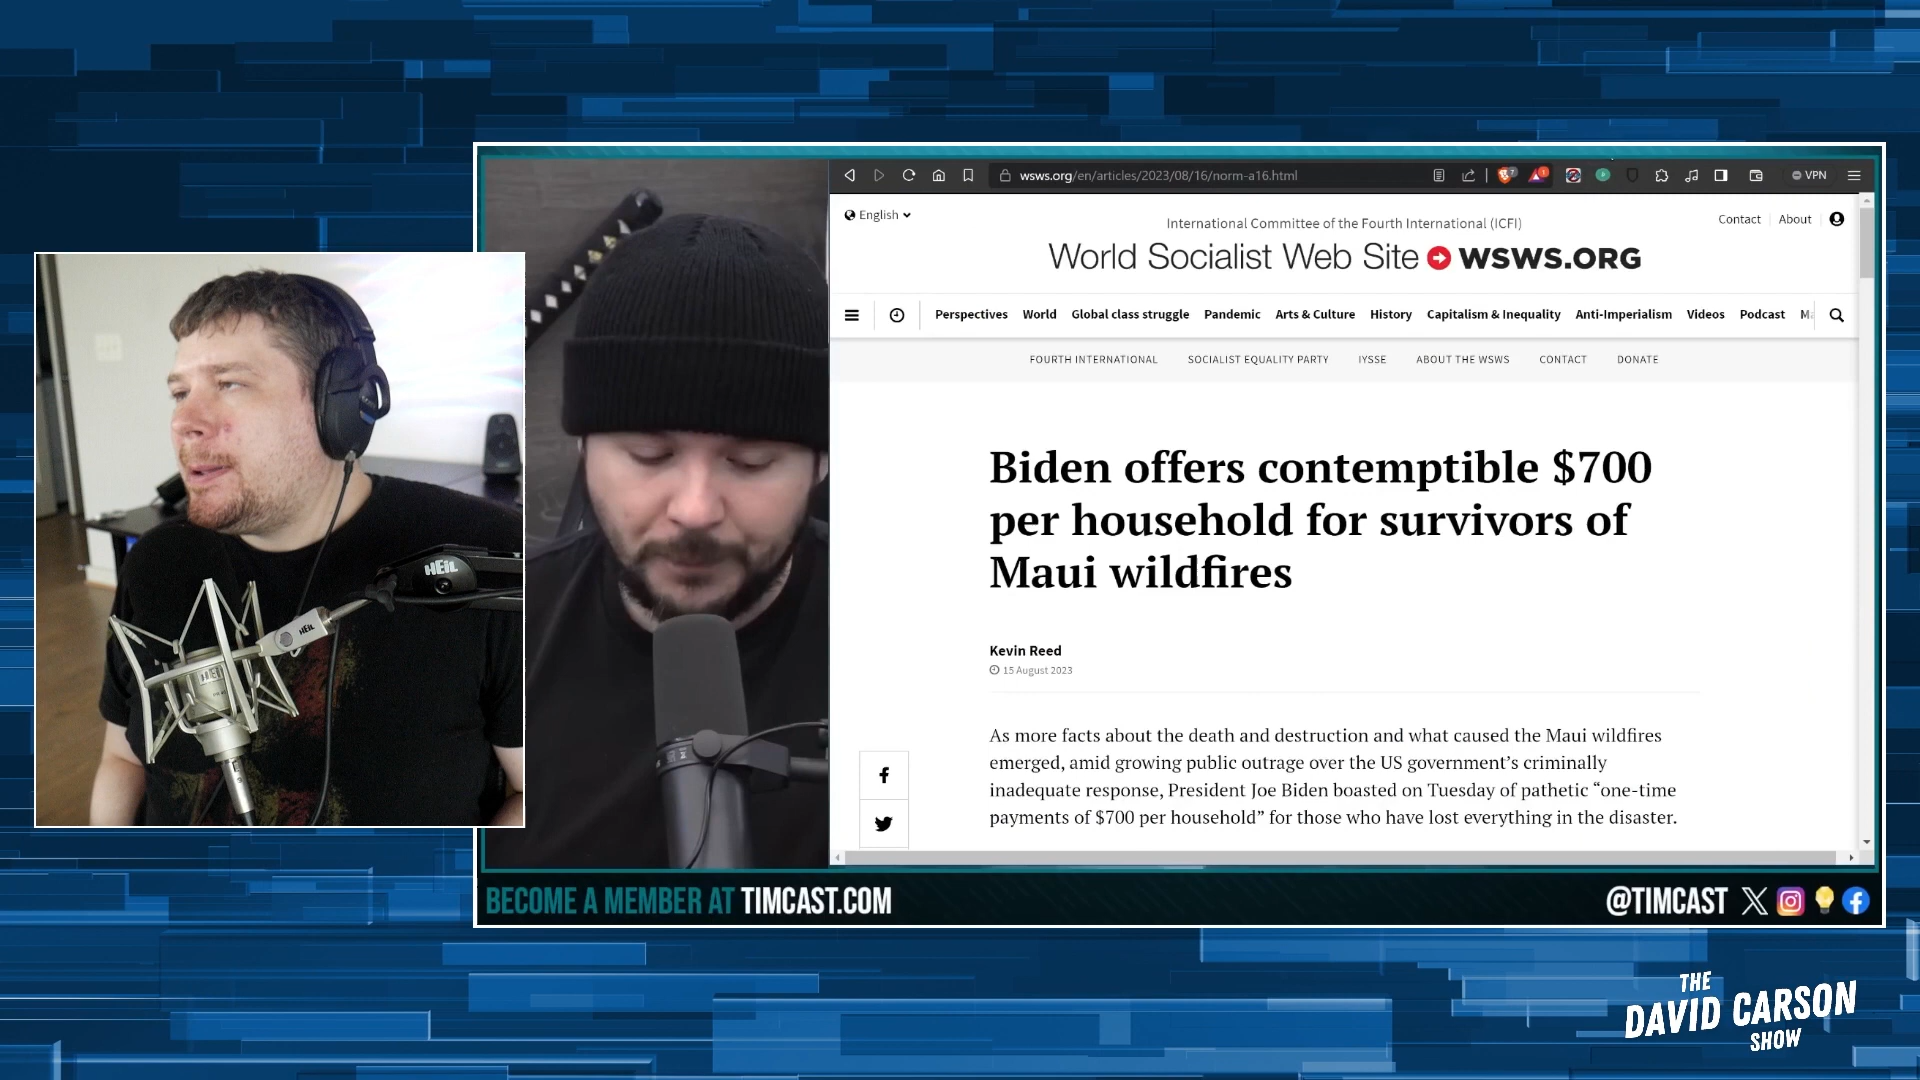 wsws.org/en/articles/2023/08/16/norm-a16.html
VPN
English
International Committee of the Fourth International (ICFI)
Contact
About
World Socialist Web Site WSWS.ORG
Perspectives World Global class struggle Pandemic Arts & Culture History Capitalism & Inequality Anti-Imperialism Videos Podcast
FOURTH INTERNATIONAL SOCIALIST EQUALITY PARTY IYSSE ABOUT THE WSWS CONTACT DONATE
Biden offers contemptible $700
per household for survivors of
Maui wildfires
Kevin Reed
15 August 2023
As more facts about the death and destruction and what caused the Maui wildfires
emerged, amid growing public outrage over the US government’s criminally
inadequate response, President Joe Biden boasted on Tuesday of pathetic “one-time
payments of $700 per household” for those who have lost everything in the disaster.
HEiL
HEiL
HEiL
BECOME A MEMBER AT TIMCAST.COM
@TIMCAST
THE
DAVID CARSON
SHOW